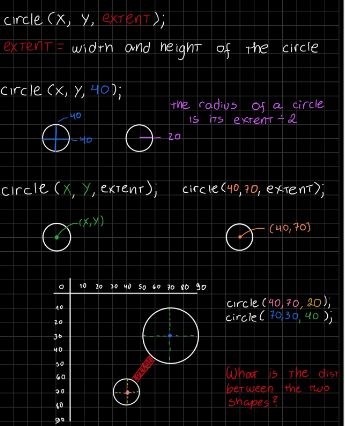 circle (X, Y, extent);
extent = width and height of the circle
circle (X, Y, 40);
40
40
the radius of a circle
is its extent ÷ 2
20
circle (X, Y, extent);
circle(40,70, extent);
(X,Y)
(40,70)
0 10 20 30 40 50 60 70 80 90
10
20
30
40
50
60
70
80
90
circle (40,70,20);
circle( 70,30, 40 );
What is the dist
between the two
shapes?